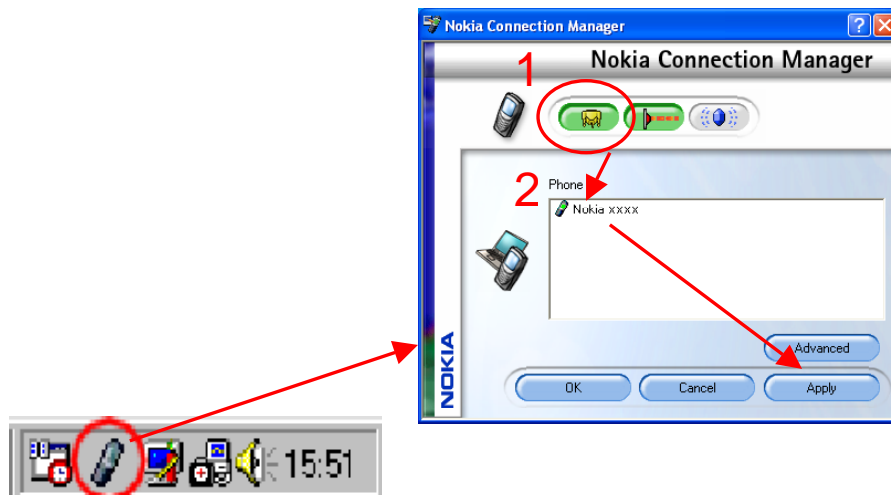 Nokia Connection Manager
Nokia Connection Manager
1
2
Phone
Nokia xxxx
Advanced
NOKIA
OK Cancel Apply
15:51